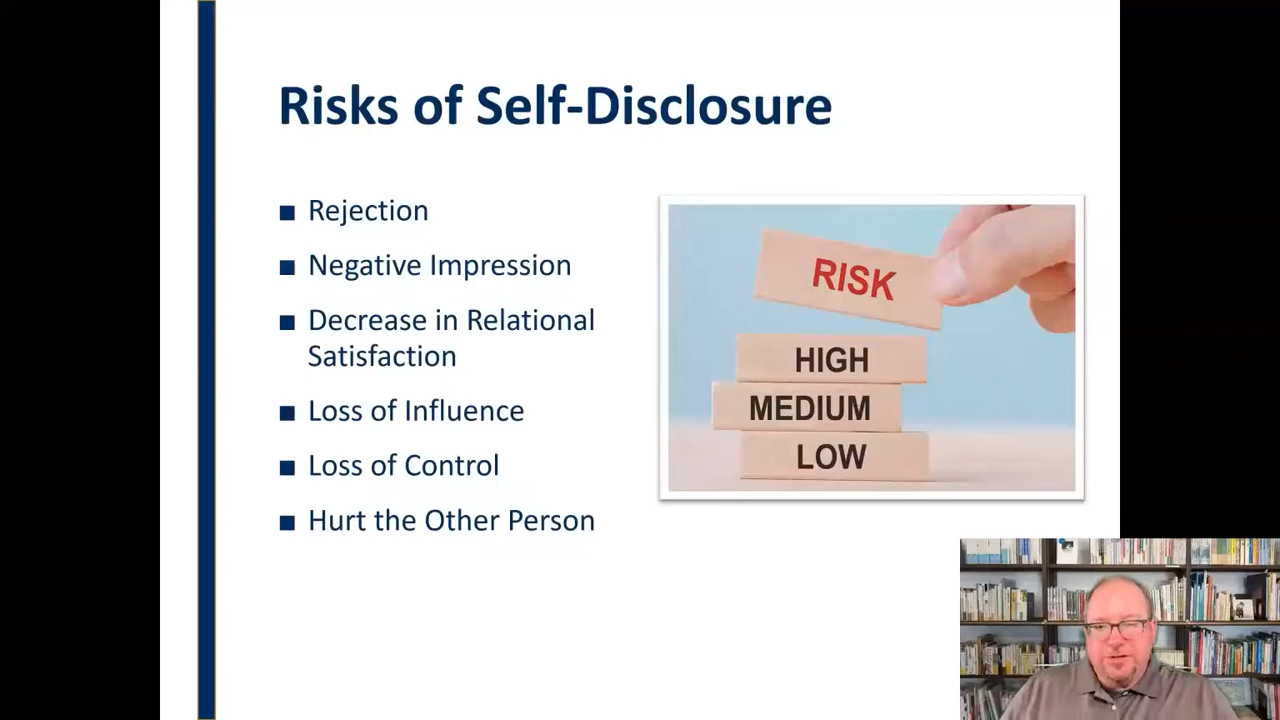 Risks of Self-Disclosure
■ Rejection
■ Negative Impression
■ Decrease in Relational
Satisfaction
■ Loss of Influence
■ Loss of Control
■ Hurt the Other Person
RISK
HIGH
MEDIUM
LOW